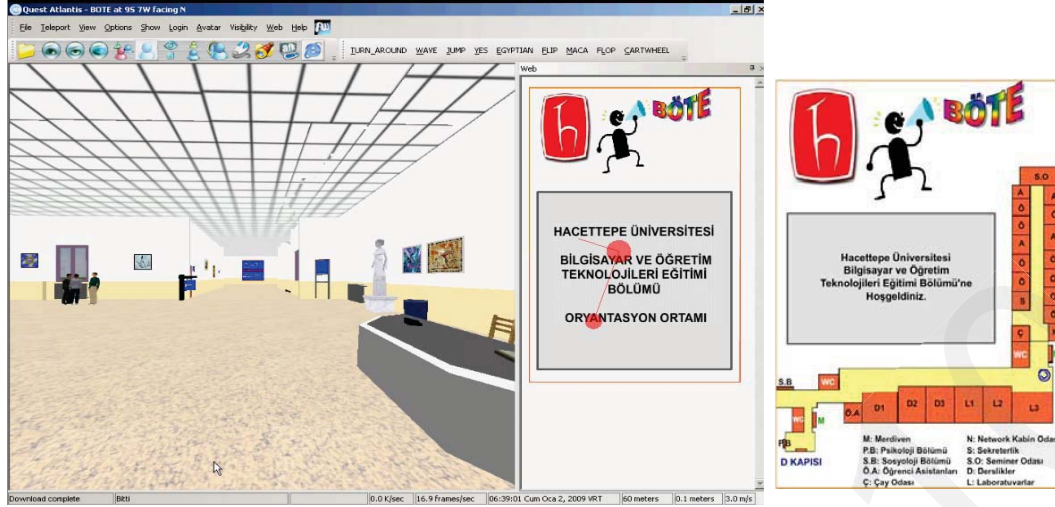 Quest Atlantis - BOTE at 9S 7W facing N
File Teleport View Options Show Login Avatar Visibility Web Help
TURN_AROUND WAVE JUMP YES EGYPTIAN FLIP MACA FLOP CARTWHEEL
Web
BÖTE
HACETTEPE ÜNİVERSİTESİ
BİLGİSAYAR VE ÖĞRETİM
TEKNOLOJİLERİ EĞİTİMİ
BÖLÜMÜ
ORYANTASYON ORTAMI
Download complete
Bitti
0.0 K/sec
16.9 frames/sec
06:39:01 Cum Oca 2, 2009 VRT
60 meters
0.1 meters
3.0 m/s
BÖTE
Hacettepe Üniversitesi
Bilgisayar ve Öğretim
Teknolojileri Eğitimi Bölümü'ne
Hoşgeldiniz.
S.O
A
Ö
Ö
A
Ö
Ö
S
Ç
WC
S.B
WC
Ö.A
D1
D2
D3
L1
L2
L3
WC
M
P.B
D KAPISI
M: Merdiven
P.B: Psikoloji Bölümü
S.B: Sosyoloji Bölümü
Ö.A: Öğrenci Asistanları
Ç: Çay Odası
N: Network Kabin
S: Sekreterlik
S.O: Seminer Odası
D: Derslikler
L: Laboratuvarlar